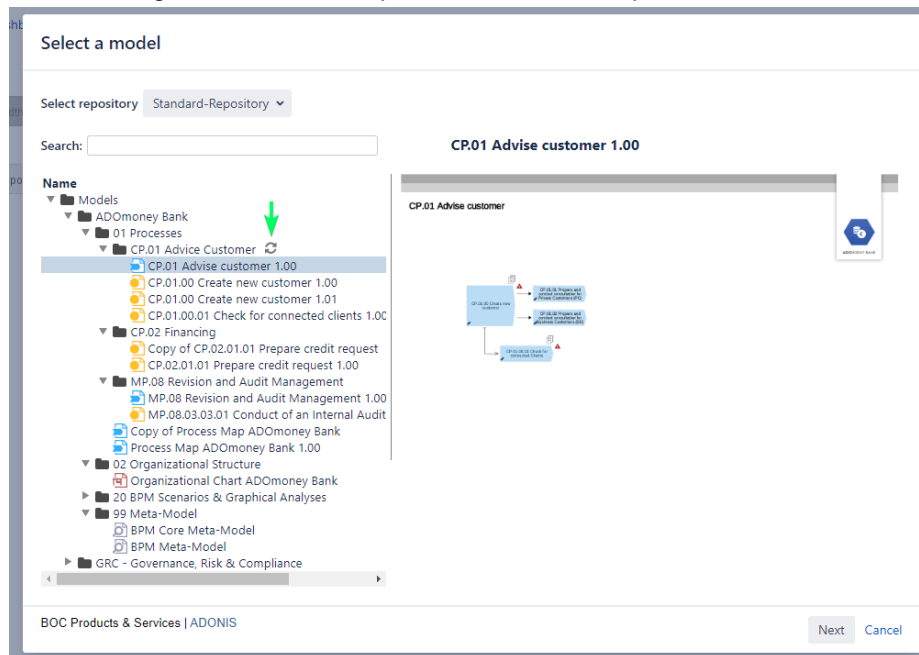 Select a model
Select repository Standard-Repository
Search:
CP.01 Advise customer 1.00
Name
Models
ADOmoney Bank
01 Processes
CP.01 Advice Customer
CP.01 Advise customer 1.00
CP.01.00 Create new customer 1.00
CP.01.00 Create new customer 1.01
CP.01.00.01 Check for connected clients 1.00
CP.02 Financing
Copy of CP.02.01.01 Prepare credit request
CP.02.01.01 Prepare credit request 1.00
MP.08 Revision and Audit Management
MP.08 Revision and Audit Management 1.00
MP.08.03.03.01 Conduct of an Internal Audit
Copy of Process Map ADOmoney Bank
Process Map ADOmoney Bank 1.00
02 Organizational Structure
Organizational Chart ADOmoney Bank
20 BPM Scenarios & Graphical Analyses
99 Meta-Model
BPM Core Meta-Model
BPM Meta-Model
GRC - Governance, Risk & Compliance
CP.01 Advise customer
ADOMONEY BANK
BOC Products & Services | ADONIS
Next Cancel